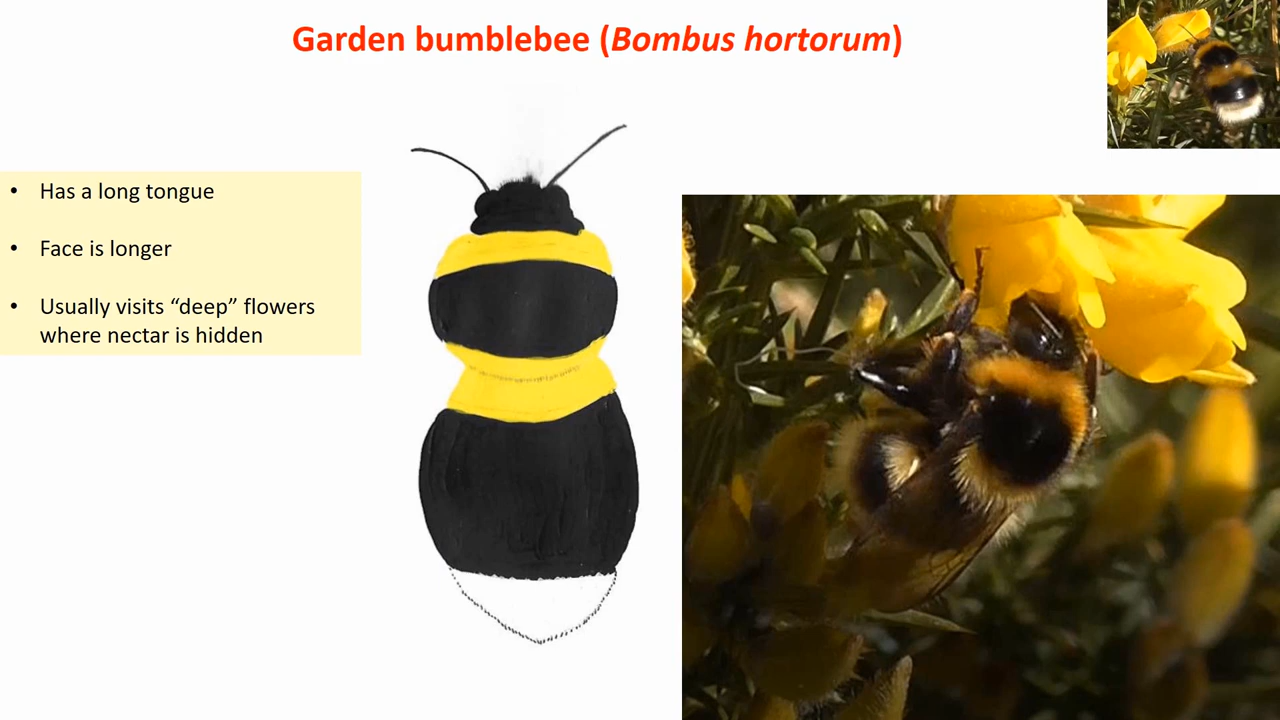 Garden bumblebee (Bombus hortorum)
• Has a long tongue
• Face is longer
• Usually visits “deep” flowers
where nectar is hidden